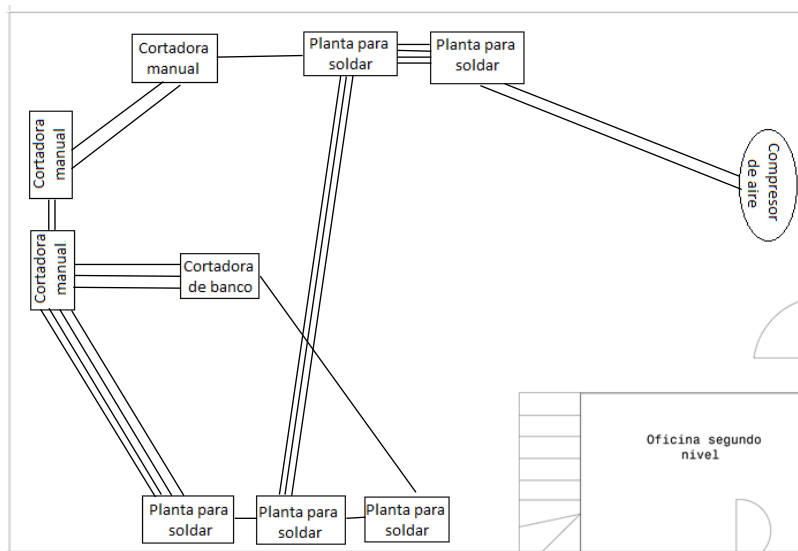 Cortadora
manual
Planta para
soldar
Planta para
soldar
Cortadora
manual
Compresor
de aire
Cortadora
manual
Cortadora
de banco
Oficina segundo
nivel
Planta para
soldar
Planta para
soldar
Planta para
soldar